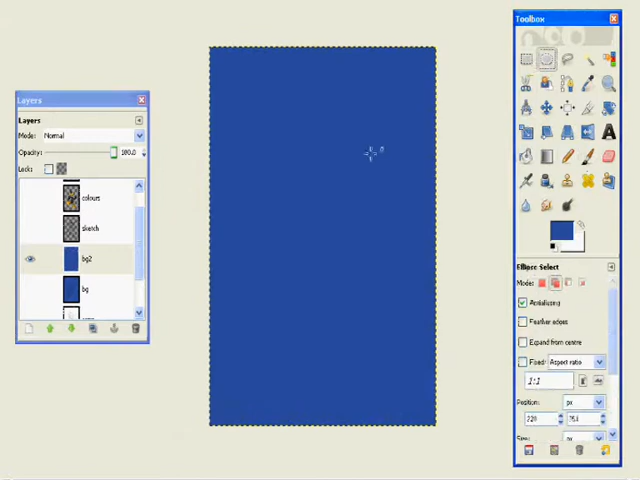 Layers
Layers
Mode: Normal
Opacity: 100.0
Lock:
colours
sketch
bg2
bg
Toolbox
Ellipse Select
Mode:
Antialiasing
Feather edges
Expand from centre
Fixed: Aspect ratio
1:1
Position: px
px